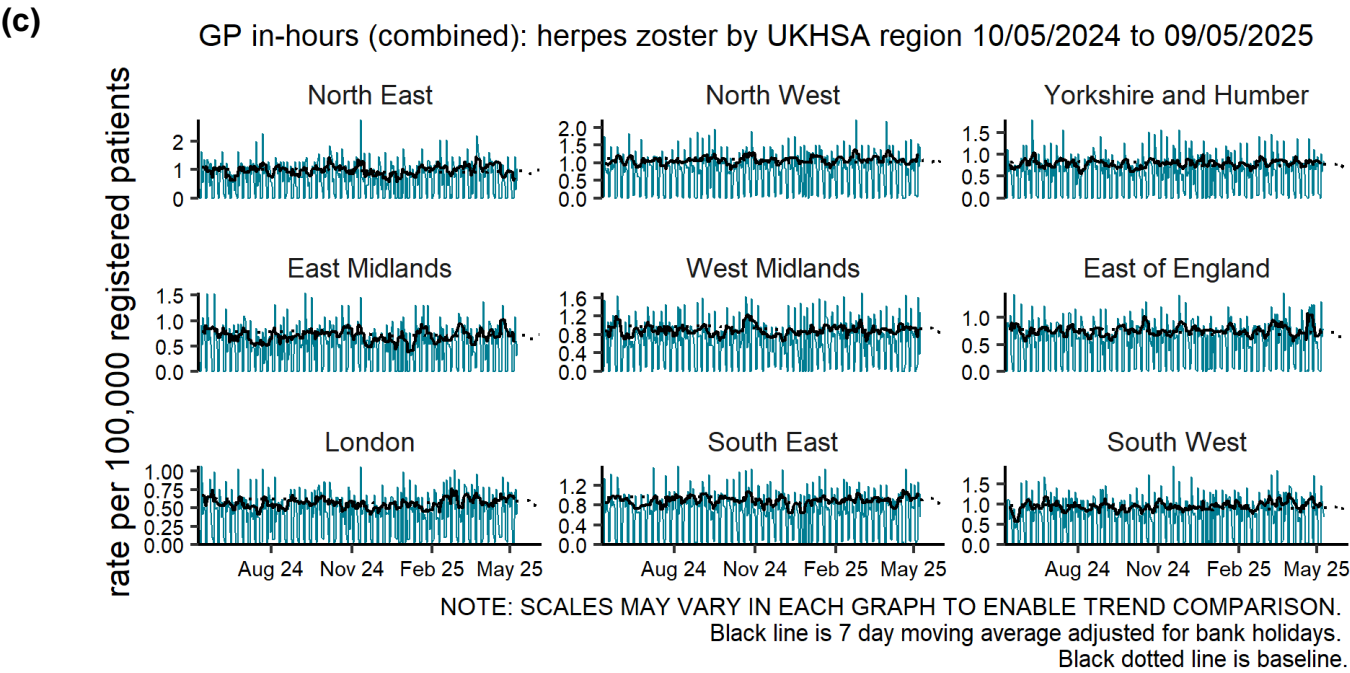 (c)
GP in-hours (combined): herpes zoster by UKHSA region 10/05/2024 to 09/05/2025
rate per 100,000 registered patients
North East
2
1
0
North West
2.0
1.5
1.0
0.5
0.0
Yorkshire and Humber
1.5
1.0
0.5
0.0
East Midlands
1.5
1.0
0.5
0.0
West Midlands
1.6
1.2
0.8
0.4
0.0
East of England
1.0
0.5
0.0
London
1.00
0.75
0.50
0.25
0.00
South East
1.2
0.8
0.4
0.0
South West
1.5
1.0
0.5
0.0
Aug 24 Nov 24 Feb 25 May 25
Aug 24 Nov 24 Feb 25 May 25
Aug 24 Nov 24 Feb 25 May 25
NOTE: SCALES MAY VARY IN EACH GRAPH TO ENABLE TREND COMPARISON.
Black line is 7 day moving average adjusted for bank holidays.
Black dotted line is baseline.